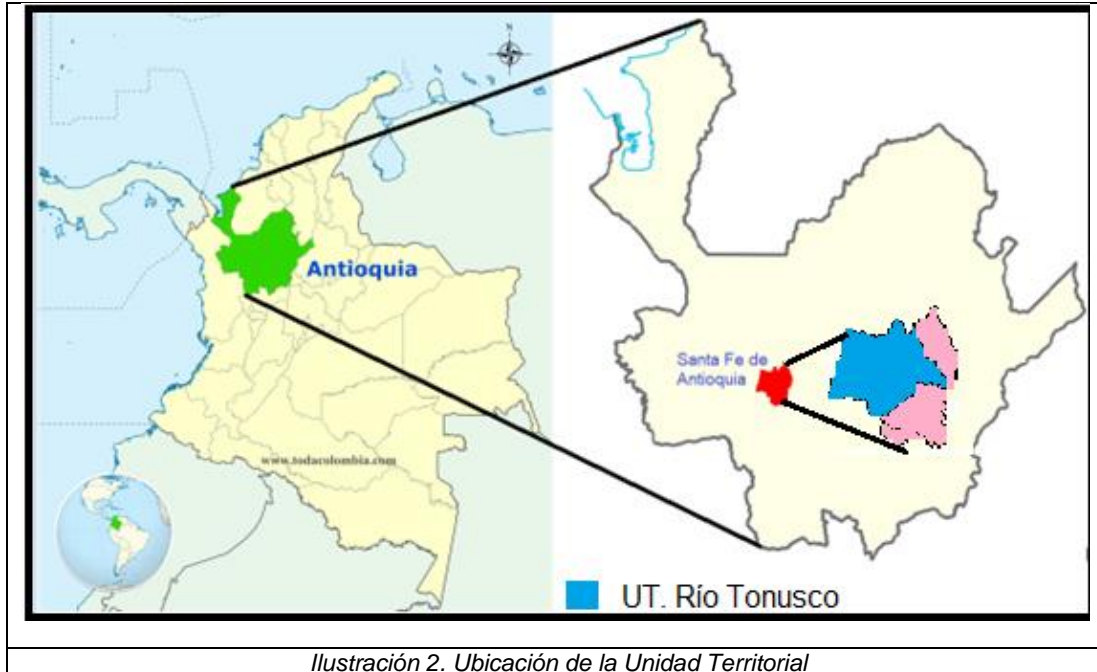 N
Antioquia
www.todacolombia.com
Santa Fe de
Antioquia
UT. Río Tonusco
Ilustración 2. Ubicación de la Unidad Territorial